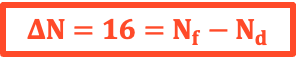 ΔN = 16 = N_f − N_d